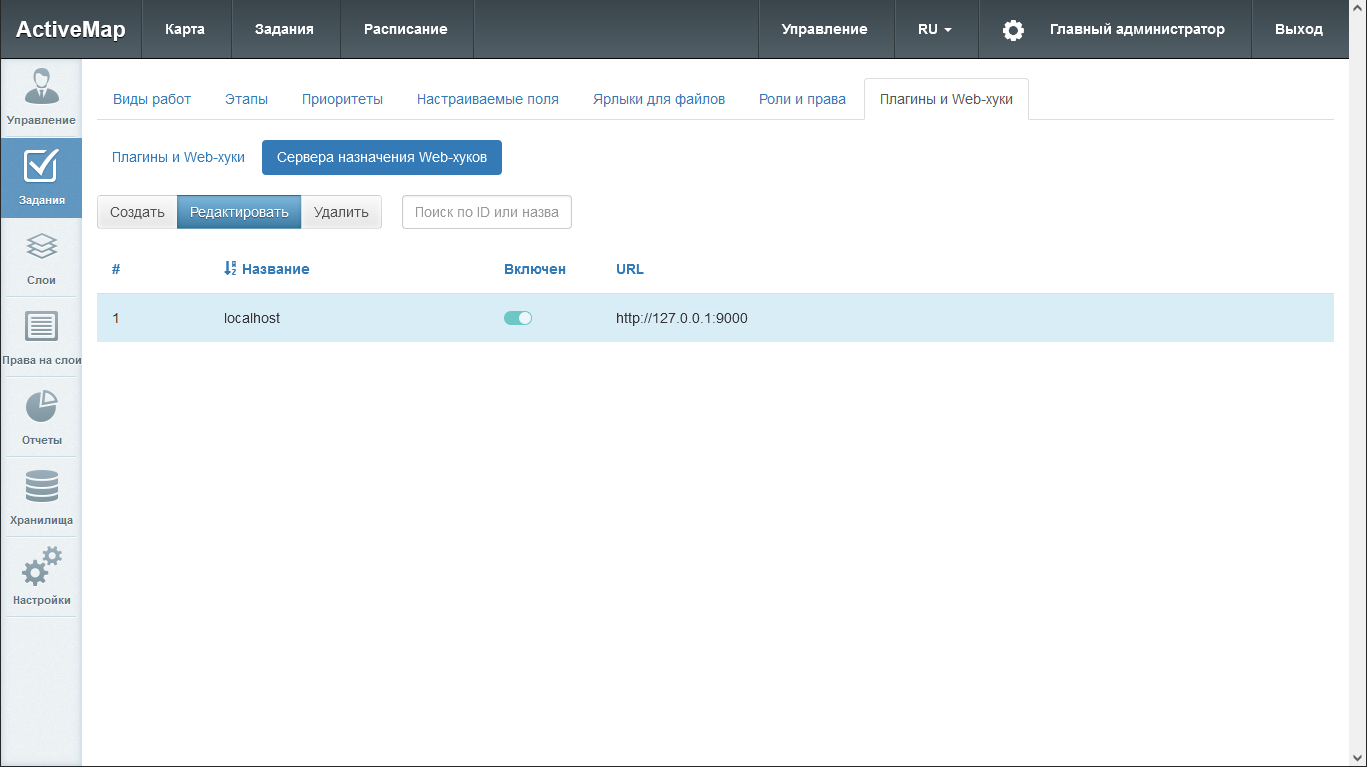 ActiveMap Карта Задания Расписание Управление RU Главный администратор Выход
Управление
Задания
Слои
Права на слои
Отчеты
Хранилища
Настройки
Виды работ Этапы Приоритеты Настраиваемые поля Ярлыки для файлов Роли и права Плагины и Web-хуки
Плагины и Web-хуки Сервера назначения Web-хуков
Создать Редактировать Удалить Поиск по ID или назва
# Название Включен URL
1 localhost http://127.0.0.1:9000